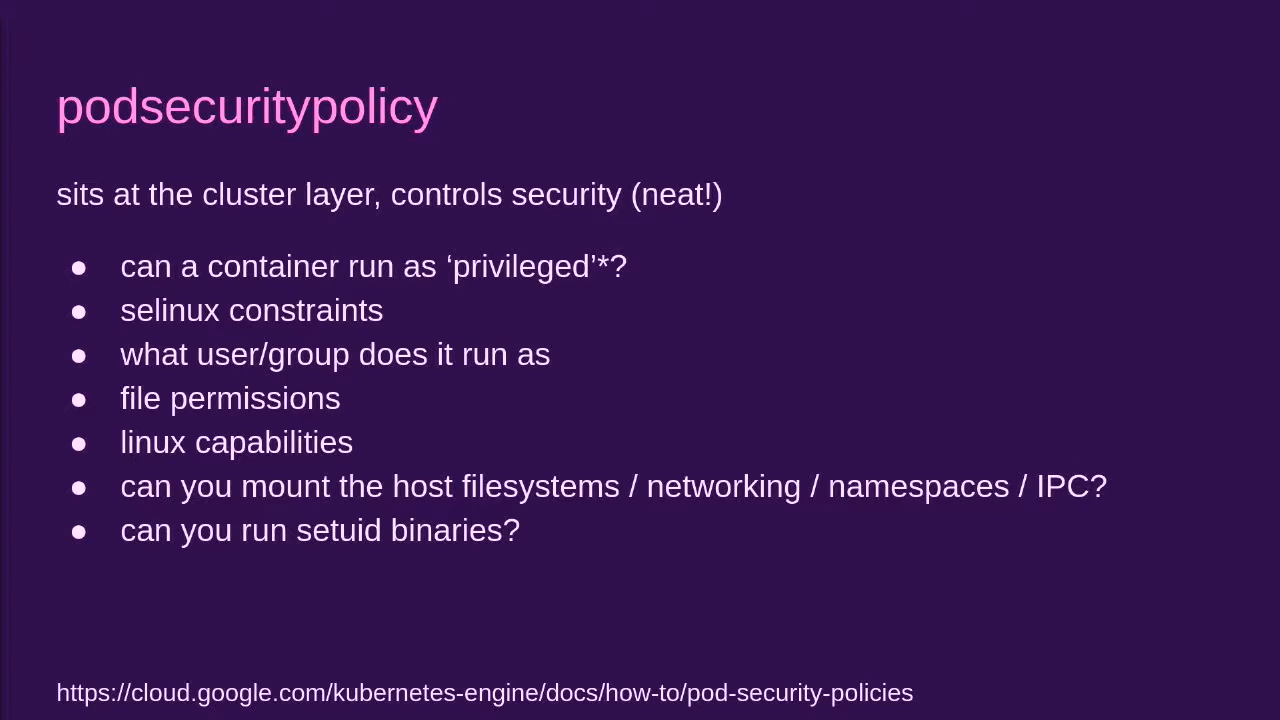 podsecuritypolicy
sits at the cluster layer, controls security (neat!)
● can a container run as ‘privileged’*?
● selinux constraints
● what user/group does it run as
● file permissions
● linux capabilities
● can you mount the host filesystems / networking / namespaces / IPC?
● can you run setuid binaries?
https://cloud.google.com/kubernetes-engine/docs/how-to/pod-security-policies